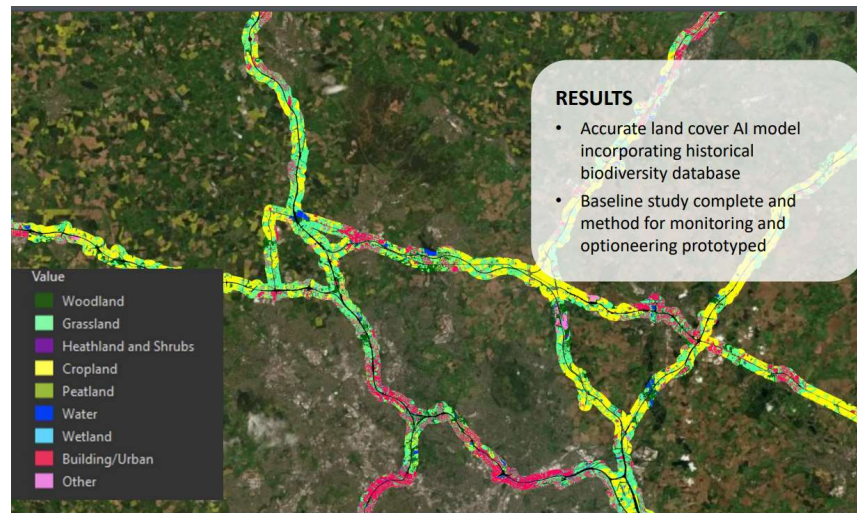 RESULTS
• Accurate land cover AI model
incorporating historical
biodiversity database
• Baseline study complete and
method for monitoring and
optioneering prototyped
Value
Woodland
Grassland
Heathland and Shrubs
Cropland
Peatland
Water
Wetland
Building/Urban
Other